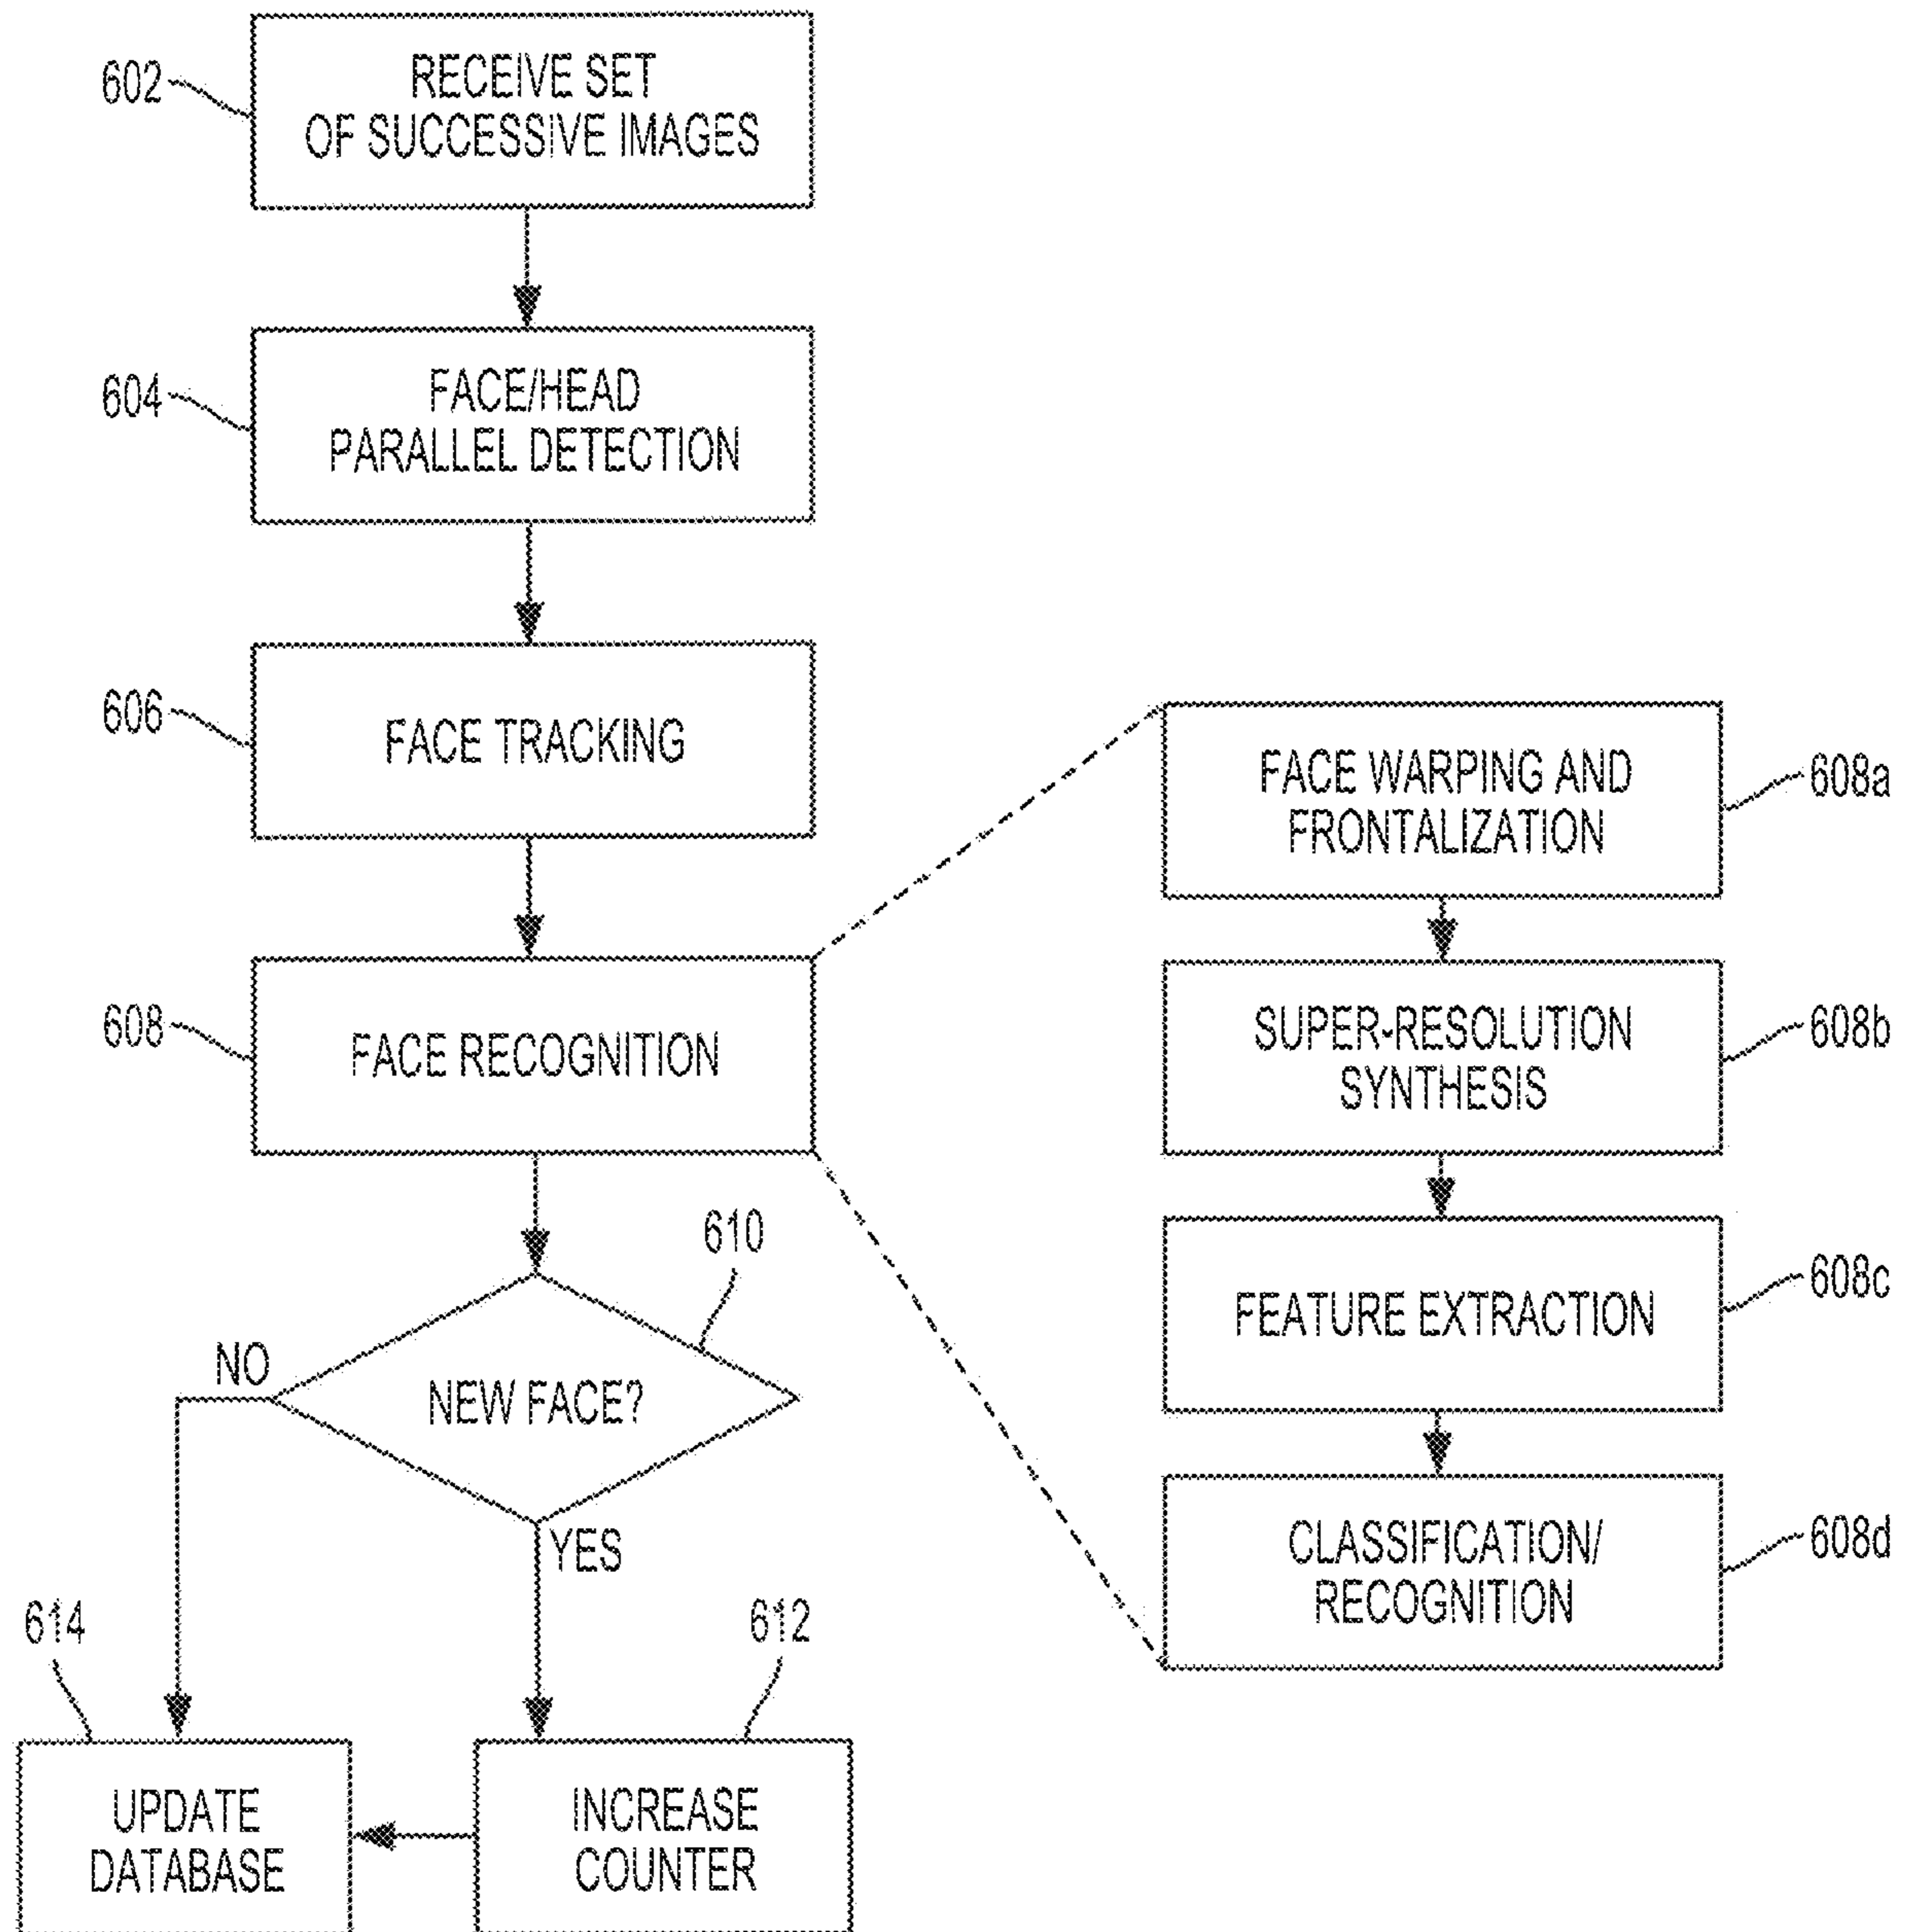 602
RECEIVE SET
OF SUCCESSIVE IMAGES
604
FACE/HEAD
PARALLEL DETECTION
606
FACE TRACKING
608
FACE RECOGNITION
608a
FACE WARPING AND
FRONTALIZATION
608b
SUPER-RESOLUTION
SYNTHESIS
608c
FEATURE EXTRACTION
608d
CLASSIFICATION/
RECOGNITION
610
NEW FACE?
NO
YES
614
UPDATE
DATABASE
612
INCREASE
COUNTER